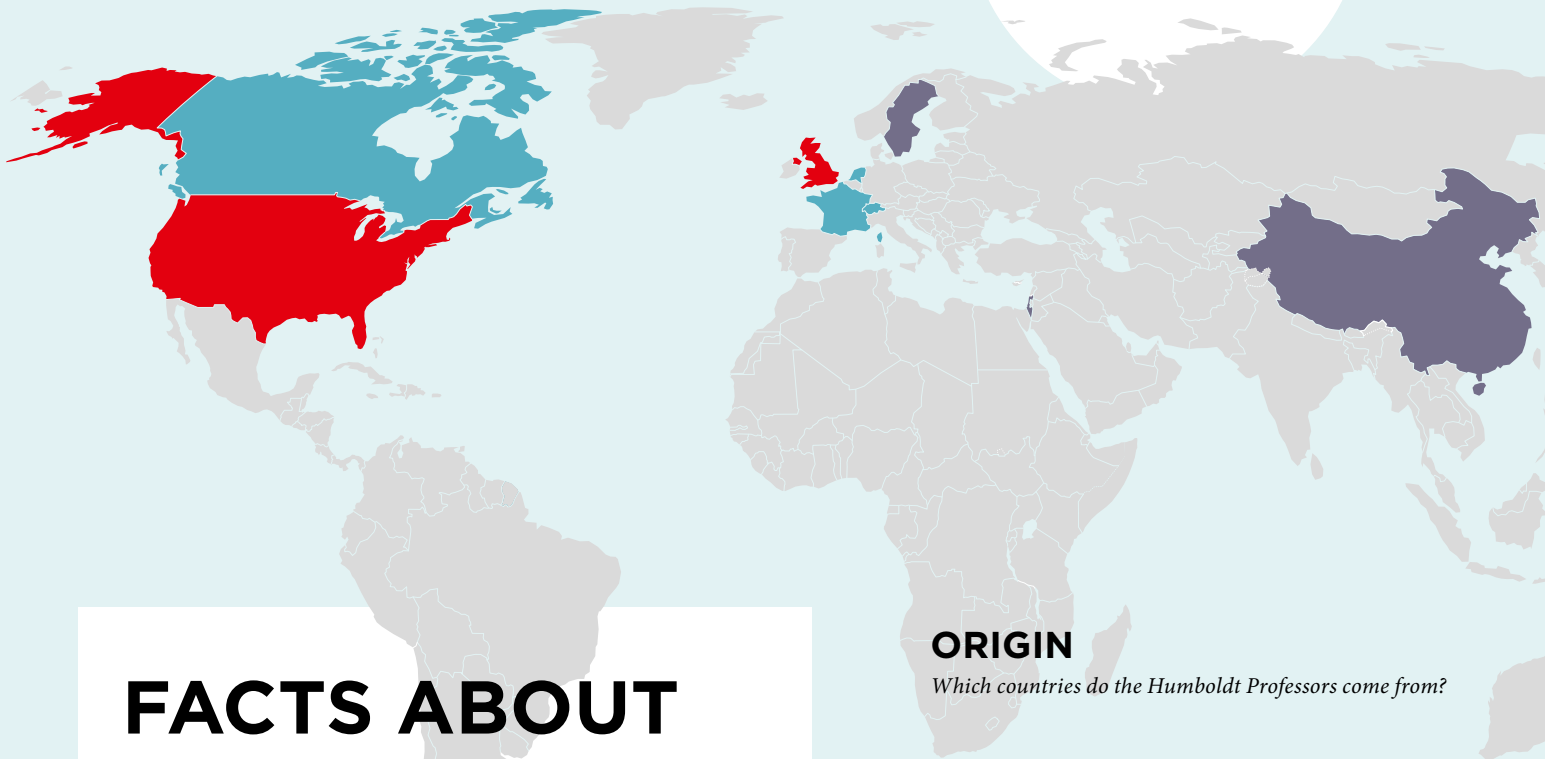 FACTS ABOUT
ORIGIN
Which countries do the Humboldt Professors come from?